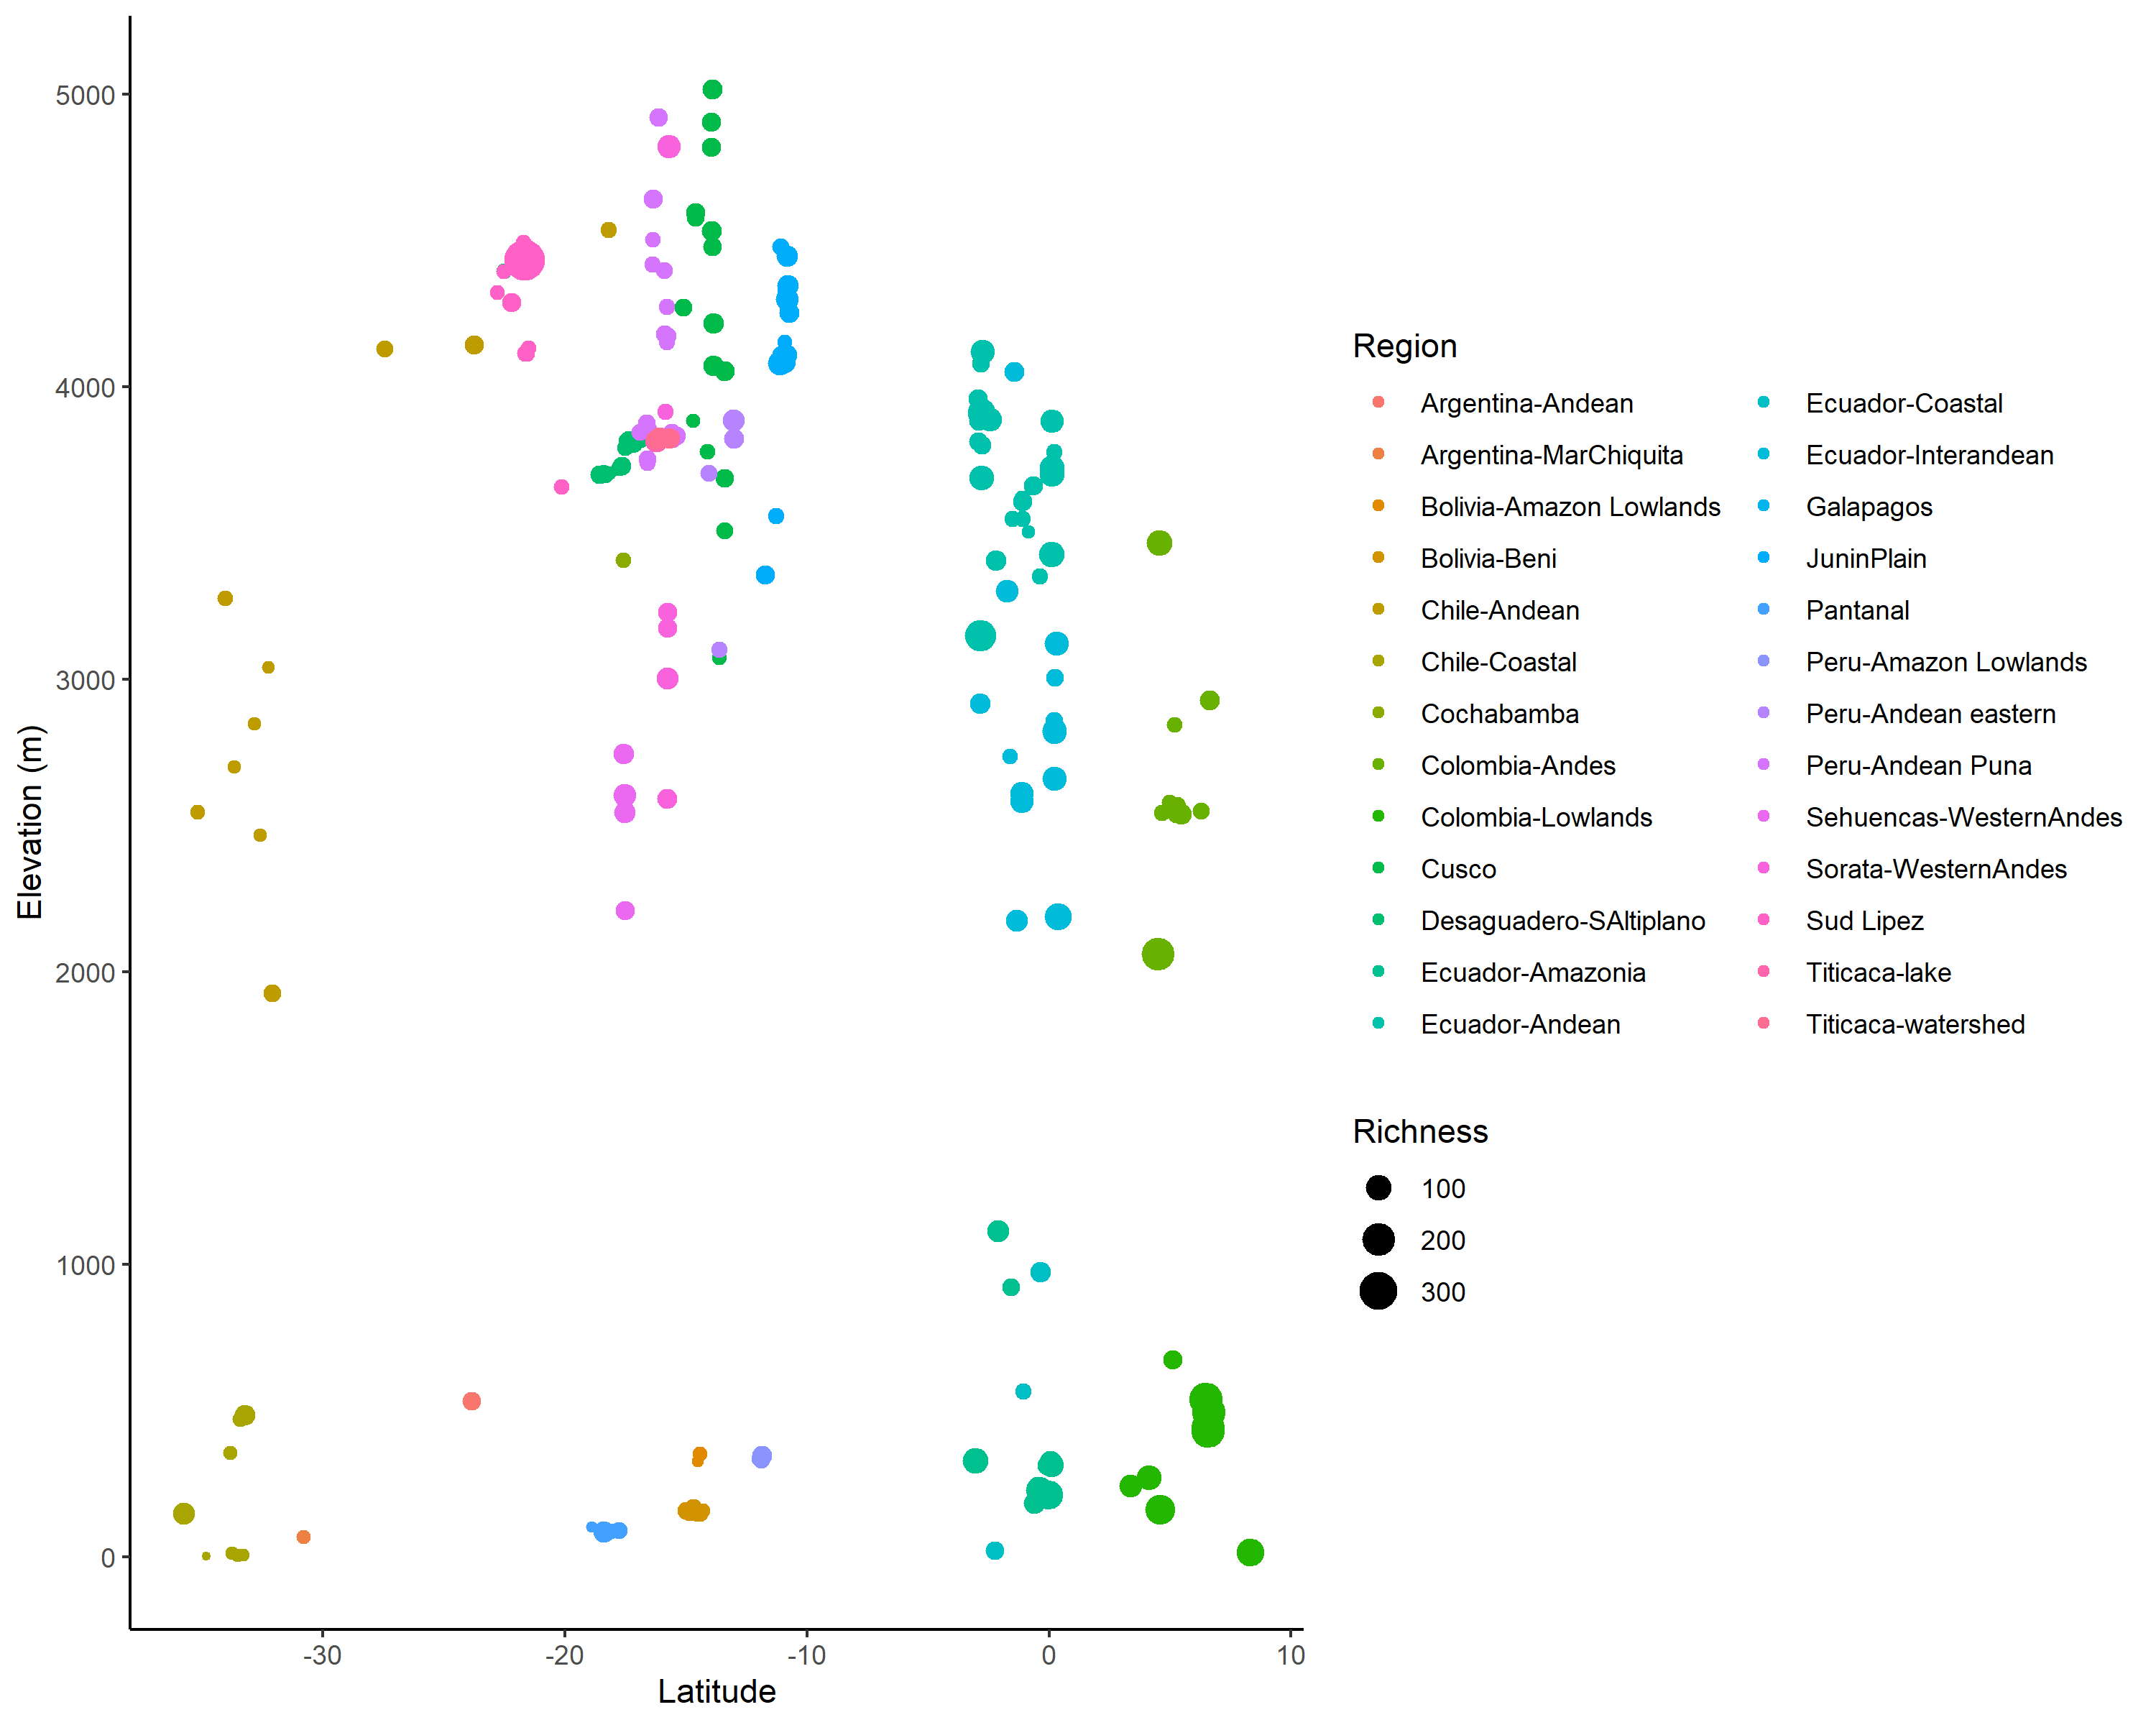 5000
4000
3000
2000
1000
0
Elevation (m)
-30 -20 -10 0 10
Latitude
Region
Argentina-Andean
Argentina-MarChiquita
Bolivia-Amazon Lowlands
Bolivia-Beni
Chile-Andean
Chile-Coastal
Cochabamba
Colombia-Andes
Colombia-Lowlands
Cusco
Desaguadero-SAltiplano
Ecuador-Amazonia
Ecuador-Andean
Ecuador-Coastal
Ecuador-Interandean
Galapagos
JuninPlain
Pantanal
Peru-Amazon Lowlands
Peru-Andean eastern
Peru-Andean Puna
Sehuencas-WesternAndes
Sorata-WesternAndes
Sud Lipez
Titicaca-lake
Titicaca-watershed
Richness
100
200
300